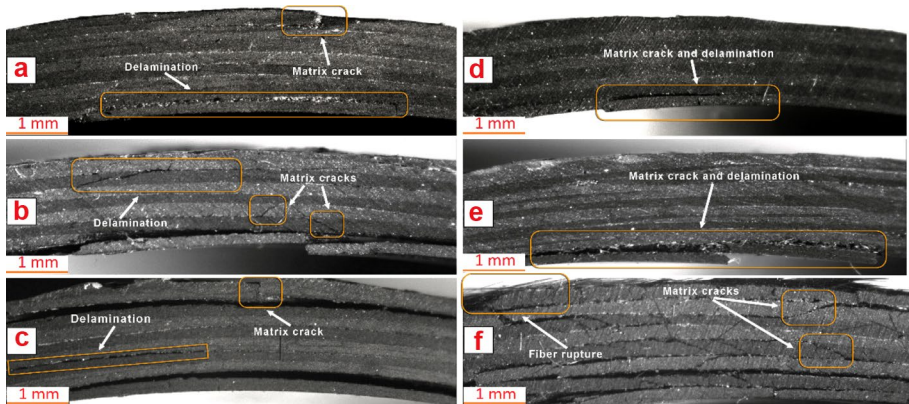 a
Delamination
Matrix crack
1 mm
b
Matrix cracks
Delamination
1 mm
c
Delamination
Matrix crack
1 mm
d
Matrix crack and delamination
1 mm
e
Matrix crack and delamination
1 mm
f
Matrix cracks
Fiber rupture
1 mm